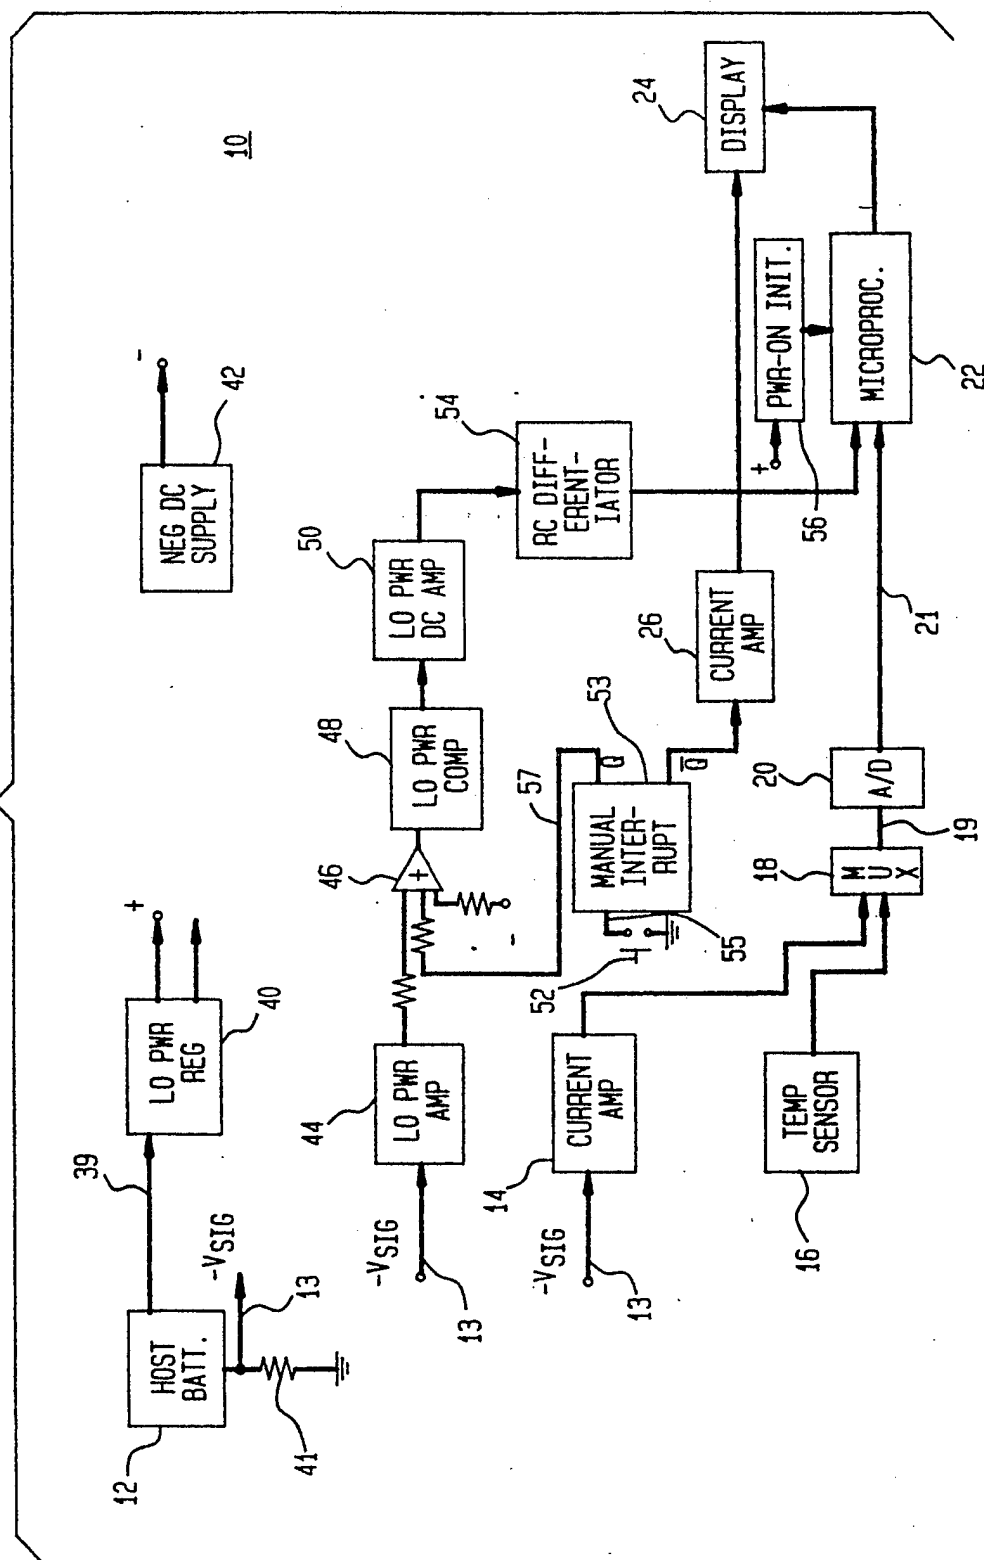 10
HOST
BATT.
12
39
-VSIG
13
41
LO PWR
REG
40
+
NEG DC
SUPPLY
42
-
-VSIG
13
LO PWR
AMP
44
46
+
-
LO PWR
COMP
48
LO PWR
DC AMP
50
RC DIFF-
ERENT-
IATOR
54
57
Q
MANUAL
INTER-
RUPT
53
Q̅
52
55
-VSIG
13
CURRENT
AMP
14
CURRENT
AMP
26
DISPLAY
24
TEMP
SENSOR
16
MUX
18
19
A/D
20
21
+
PWR-ON INIT.
56
MICROPROC.
22